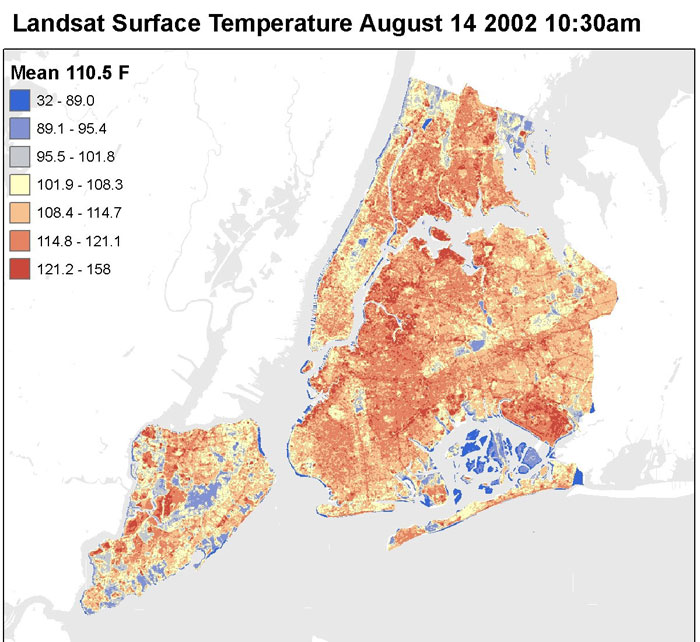 Landsat Surface Temperature August 14 2002 10:30am
Mean 110.5 F
32 - 89.0
89.1 - 95.4
95.5 - 101.8
101.9 - 108.3
108.4 - 114.7
114.8 - 121.1
121.2 - 158